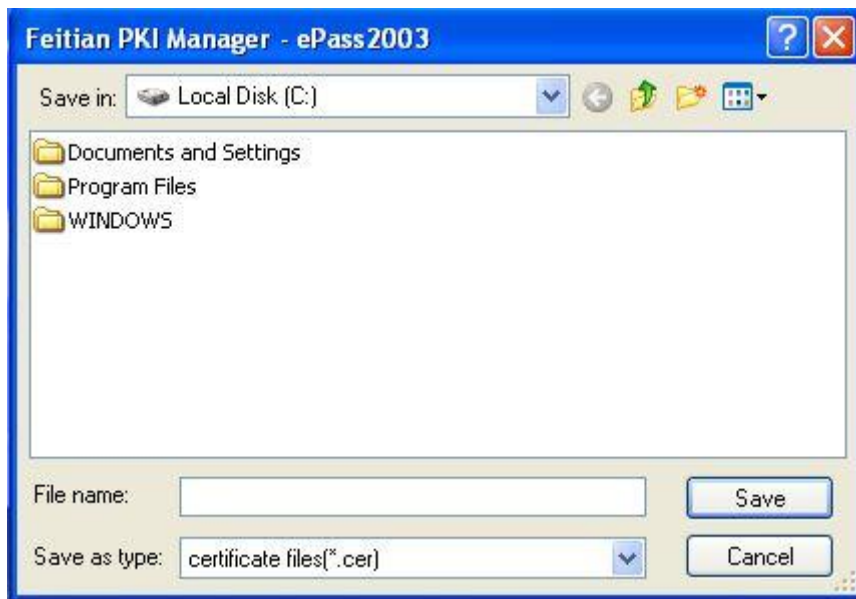 Feitian PKI Manager - ePass2003
Save in: Local Disk (C:)
Documents and Settings
Program Files
WINDOWS
File name:
Save
Save as type: certificate files(*.cer)
Cancel